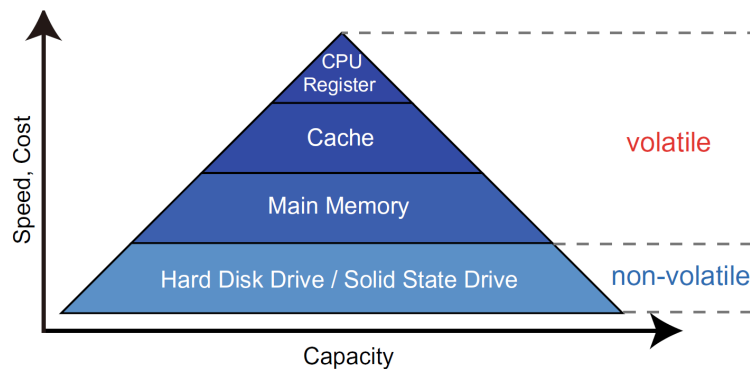 CPU
Register
Cache
volatile
Main Memory
Hard Disk Drive / Solid State Drive
non-volatile
Speed, Cost
Capacity